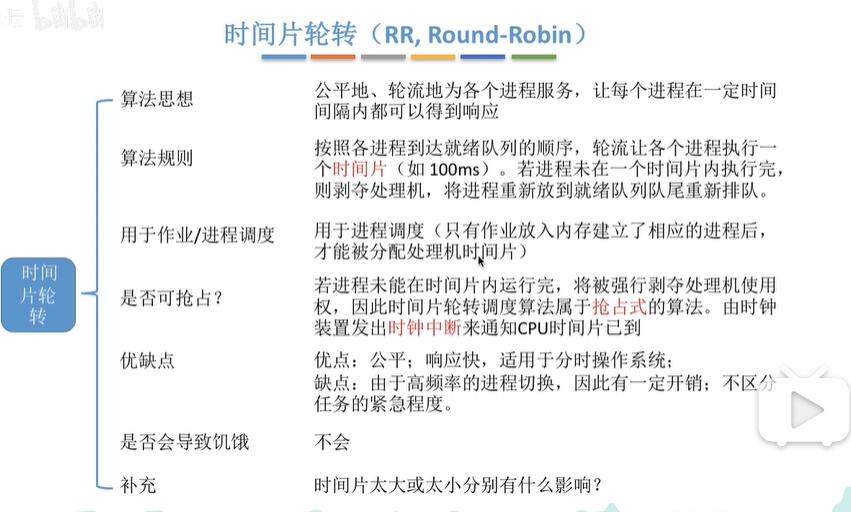 时间片轮转（RR, Round-Robin）
算法思想
公平地、轮流地为各个进程服务，让每个进程在一定时间
间隔内都可以得到响应
算法规则
按照各进程到达就绪队列的顺序，轮流让各个进程执行一
个时间片（如 100ms）。若进程未在一个时间片内执行完，
则剥夺处理机，将进程重新放到就绪队列队尾重新排队。
用于作业/进程调度
用于进程调度（只有作业放入内存建立了相应的进程后，
才能被分配处理机时间片）
时间
片轮
转
是否可抢占？
若进程未能在时间片内运行完，将被强行剥夺处理机使用
权，因此时间片轮转调度算法属于抢占式的算法。由时钟
装置发出时钟中断来通知CPU时间片已到
优缺点
优点：公平；响应快，适用于分时操作系统；
缺点：由于高频率的进程切换，因此有一定开销；不区分
任务的紧急程度。
是否会导致饥饿
不会
补充
时间片太大或太小分别有什么影响？